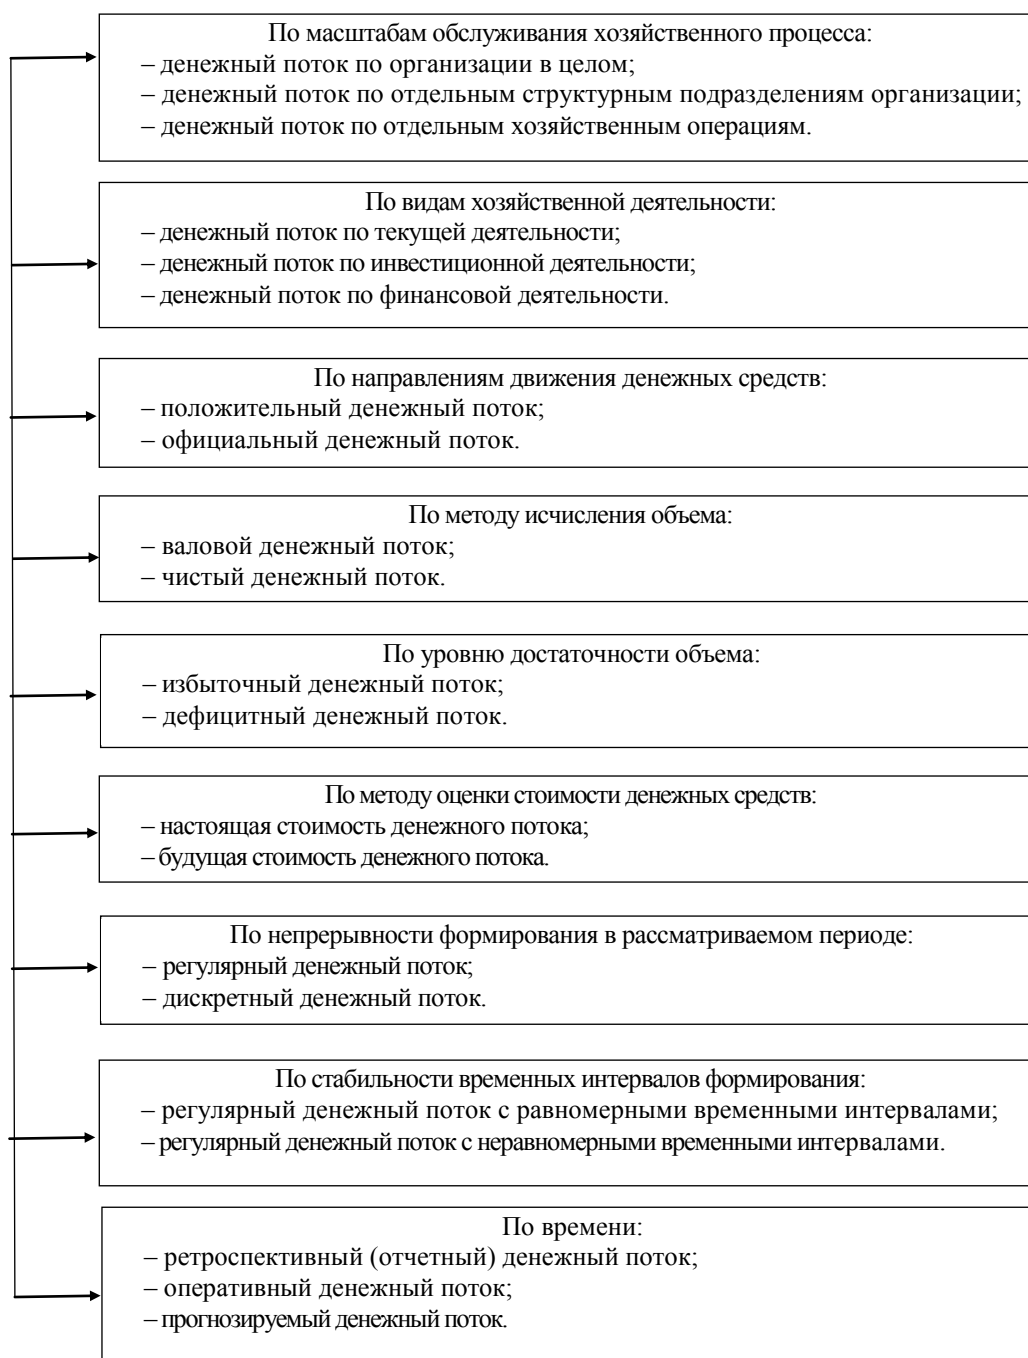 По масштабам обслуживания хозяйственного процесса:
– денежный поток по организации в целом;
– денежный поток по отдельным структурным подразделениям организации;
– денежный поток по отдельным хозяйственным операциям.
По видам хозяйственной деятельности:
– денежный поток по текущей деятельности;
– денежный поток по инвестиционной деятельности;
– денежный поток по финансовой деятельности.
По направлениям движения денежных средств:
– положительный денежный поток;
– официальный денежный поток.
По методу исчисления объема:
– валовой денежный поток;
– чистый денежный поток.
По уровню достаточности объема:
– избыточный денежный поток;
– дефицитный денежный поток.
По методу оценки стоимости денежных средств:
– настоящая стоимость денежного потока;
– будущая стоимость денежного потока.
По непрерывности формирования в рассматриваемом периоде:
– регулярный денежный поток;
– дискретный денежный поток.
По стабильности временных интервалов формирования:
– регулярный денежный поток с равномерными временными интервалами;
– регулярный денежный поток с неравномерными временными интервалами.
По времени:
– ретроспективный (отчетный) денежный поток;
– оперативный денежный поток;
– прогнозируемый денежный поток.